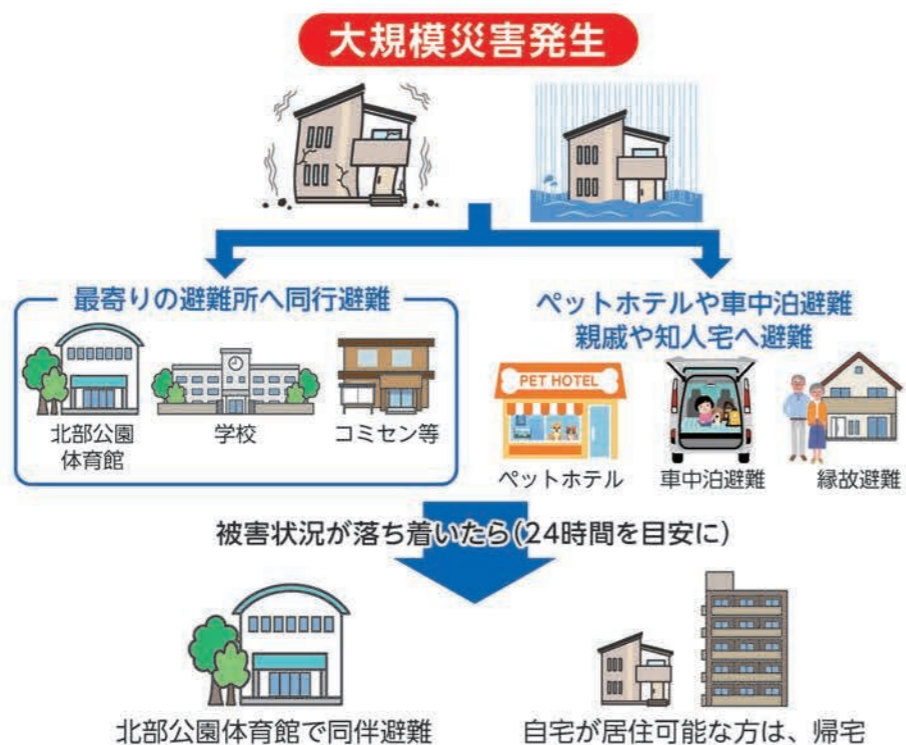 大規模災害発生
最寄りの避難所へ同行避難
北部公園
体育館
学校
コミセン等
ペットホテルや車中泊避難
親戚や知人宅へ避難
PET HOTEL
ペットホテル
車中泊避難
縁故避難
被害状況が落ち着いたら(24時間を目安に)
北部公園体育館で同伴避難
自宅が居住可能な方は、帰宅